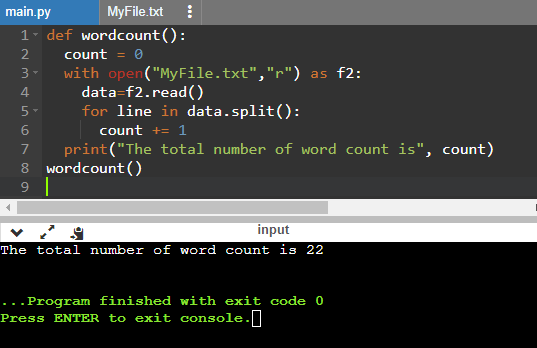 main.py MyFile.txt
1 def wordcount():
2   count = 0
3   with open("MyFile.txt","r") as f2:
4     data=f2.read()
5     for line in data.split():
6       count += 1
7   print("The total number of word count is", count)
8 wordcount()
9
input
The total number of word count is 22
...Program finished with exit code 0
Press ENTER to exit console.